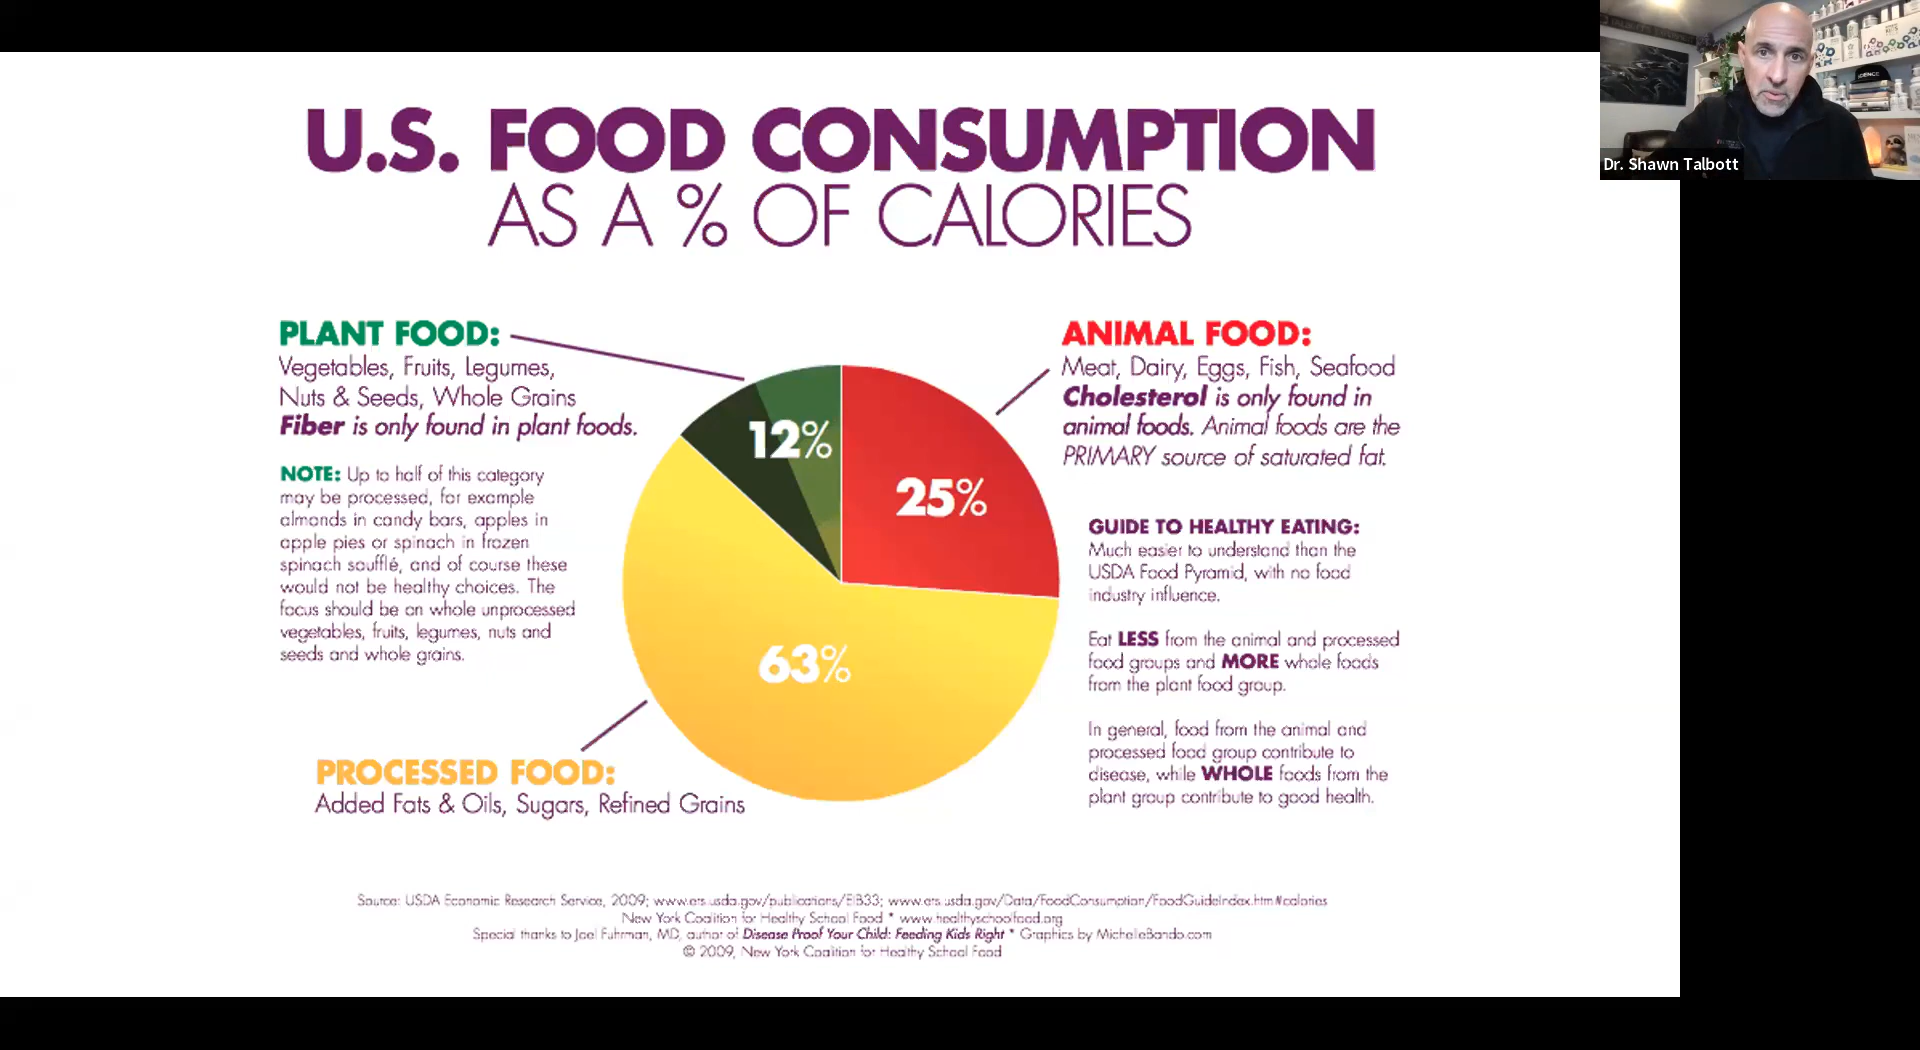 U.S. FOOD CONSUMPTION
AS A % OF CALORIES
PLANT FOOD:
Vegetables, Fruits, Legumes,
Nuts & Seeds, Whole Grains
Fiber is only found in plant foods.
NOTE: Up to half of this category
may be processed, for example
almonds in candy bars, apples in
apple pies or spinach in frozen
spinach soufflé, and of course these
would not be healthy choices. The
focus should be on whole unprocessed
vegetables, fruits, legumes, nuts and
seeds and whole grains.
12%
25%
63%
ANIMAL FOOD:
Meat, Dairy, Eggs, Fish, Seafood
Cholesterol is only found in
animal foods. Animal foods are the
PRIMARY source of saturated fat.
GUIDE TO HEALTHY EATING:
Much easier to understand than the
USDA Food Pyramid, with no food
industry influence.
Eat LESS from the animal and processed
food groups and MORE whole foods
from the plant food group.
In general, food from the animal and
processed food group contribute to
disease, while WHOLE foods from the
plant group contribute to good health.
PROCESSED FOOD:
Added Fats & Oils, Sugars, Refined Grains
Source: USDA Economic Research Service, 2009; www.ers.usda.gov/publications/EIB33; www.ers.usda.gov/Data/FoodConsumption/FoodGuideIndex.htm#calories
New York Coalition for Healthy School Food * www.healthyschoolfood.org
Special thanks to Joel Fuhrman, MD, author of Disease Proof Your Child: Feeding Kids Right * Graphics by MichelleBando.com
© 2009, New York Coalition for Healthy School Food
Dr. Shawn Talbott